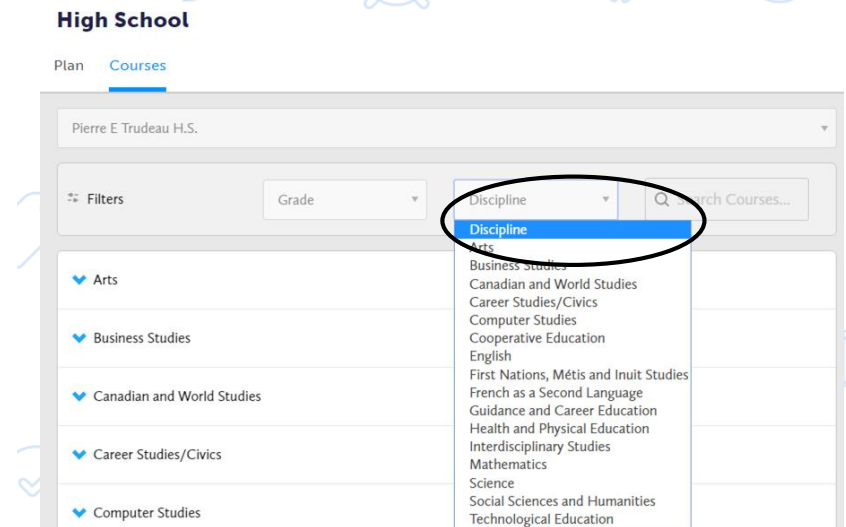 High School
Plan Courses
Pierre E Trudeau H.S.
Filters Grade Discipline Search Courses...
Discipline
Arts
Business Studies
Canadian and World Studies
Career Studies/Civics
Computer Studies
Cooperative Education
English
First Nations, Métis and Inuit Studies
French as a Second Language
Guidance and Career Education
Health and Physical Education
Interdisciplinary Studies
Mathematics
Science
Social Sciences and Humanities
Technological Education
Arts
Business Studies
Canadian and World Studies
Career Studies/Civics
Computer Studies